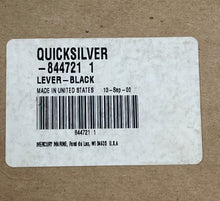 QUICKSILVER
-844721 1
LEVER-BLACK
MADE IN UNITED STATES 10-Sep-00
844721 1
MERCURY MARINE, Fond du Lac, WI 54935 U.S.A